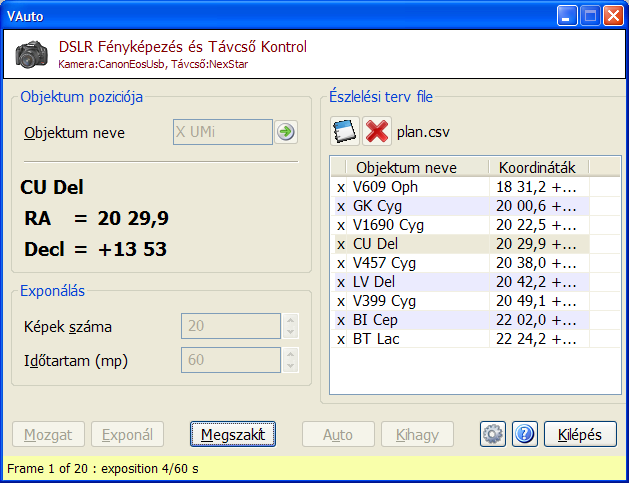 VAuto
DSLR Fényképezés és Távcső Kontrol
Kamera:CanonEosUsb, Távcső:NexStar
Objektum poziciója
Objektum neve X UMi
CU Del
RA = 20 29,9
Decl = +13 53
Exponálás
Képek száma 20
Időtartam (mp) 60
Észlelési terv file
plan.csv
Objektum neve Koordináták
x V609 Oph 18 31,2 +...
x GK Cyg 20 00,6 +...
x V1690 Cyg 20 22,5 +...
x CU Del 20 29,9 +...
x V457 Cyg 20 38,0 +...
x LV Del 20 42,2 +...
x V399 Cyg 20 49,1 +...
x BI Cep 22 02,0 +...
x BT Lac 22 24,2 +...
Mozgat Exponál Megszakít Auto Kihagy Kilépés
Frame 1 of 20 : exposition 4/60 s